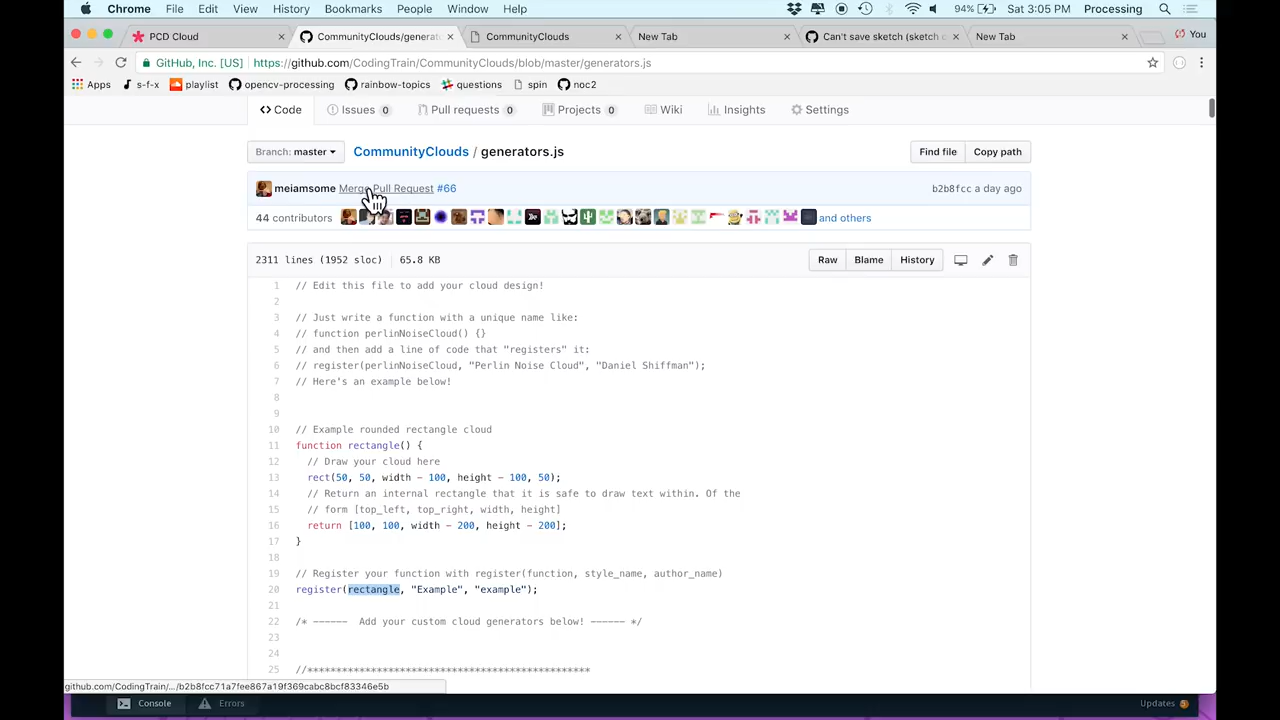 Chrome File Edit View History Bookmarks People Window Help 94% Sat 3:05 PM Processing
PCD Cloud CommunityClouds/generato CommunityClouds New Tab Can't save sketch (sketch c New Tab You
GitHub, Inc. [US] https://github.com/CodingTrain/CommunityClouds/blob/master/generators.js
Apps s-f-x playlist opencv-processing rainbow-topics questions spin noc2
Code Issues 0 Pull requests 0 Projects 0 Wiki Insights Settings
Branch: master CommunityClouds / generators.js Find file Copy path
meiamsome Merge Pull Request #66 b2b8fcc a day ago
44 contributors and others
2311 lines (1952 sloc) 65.8 KB Raw Blame History
1 // Edit this file to add your cloud design!
2
3 // Just write a function with a unique name like:
4 // function perlinNoiseCloud() {}
5 // and then add a line of code that "registers" it:
6 // register(perlinNoiseCloud, "Perlin Noise Cloud", "Daniel Shiffman");
7 // Here's an example below!
8
9
10 // Example rounded rectangle cloud
11 function rectangle() {
12 // Draw your cloud here
13 rect(50, 50, width - 100, height - 100, 50);
14 // Return an internal rectangle that it is safe to draw text within. Of the
15 // form [top_left, top_right, width, height]
16 return [100, 100, width - 200, height - 200];
17 }
18
19 // Register your function with register(function, style_name, author_name)
20 register(rectangle, "Example", "example");
21
22 /* ------ Add your custom cloud generators below! ------ */
23
24
25 //*************************************************
github.com/CodingTrain/.../b2b8fcc71a7fee867a19f369cabc8bcf83346e5b
Console Errors Updates